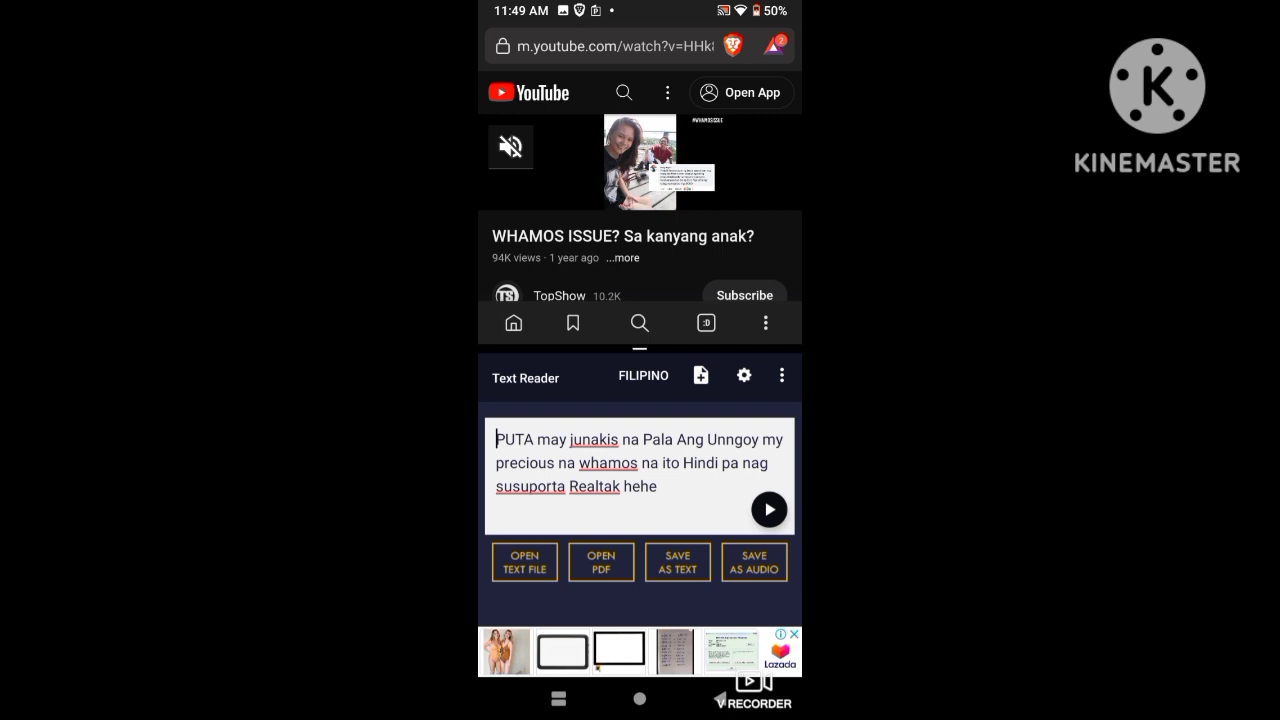 11:49 AM
50%
m.youtube.com/watch?v=HHk
2
YouTube
Open App
#WHAMOSISSUE
WHAMOS ISSUE? Sa kanyang anak?
94K views · 1 year ago ...more
TS TopShow 10.2K
Subscribe
:D
Text Reader
FILIPINO
PUTA may junakis na Pala Ang Unngoy my
precious na whamos na ito Hindi pa nag
susuporta Realtak hehe
OPEN
TEXT FILE
OPEN
PDF
SAVE
AS TEXT
SAVE
AS AUDIO
Lazada
V RECORDER
K
KINEMASTER